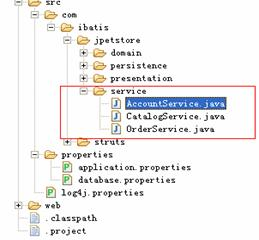 src
com
ibatis
jpetstore
domain
persistence
presentation
service
AccountService.java
CatalogService.java
OrderService.java
struts
properties
application.properties
database.properties
log4j.properties
web
.classpath
.project